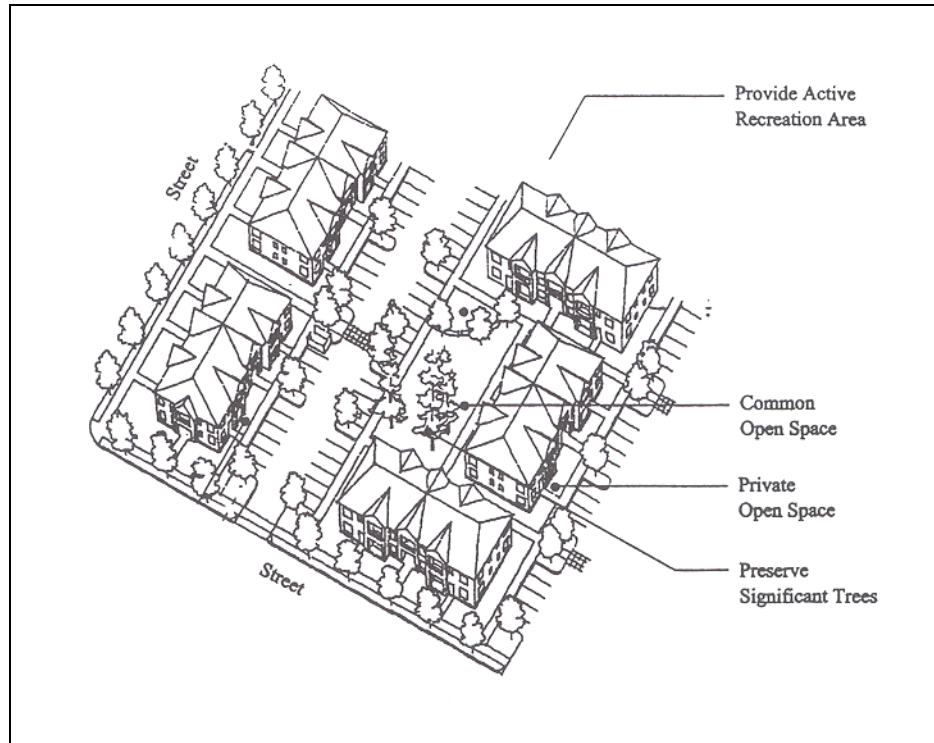 Provide Active
Recreation Area
Street
Common
Open Space
Private
Open Space
Street
Preserve
Significant Trees